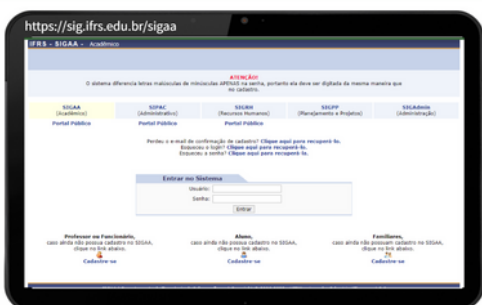 https://sig.ifrs.edu.br/sigaa
IFRS - SIGAA - Acadêmico
ATENÇÃO!
O sistema diferencia letras maiúsculas de minúsculas APENAS na senha, portanto ela deve ser digitada da mesma maneira que
no cadastro.
SIGAA SIPAC SIGRH SIGPP SIGAdmin
(Acadêmico) (Administrativo) (Recursos Humanos) (Planejamento e Projetos) (Administração)
Portal Público Portal Público Portal Público
Perdeu o e-mail de confirmação de cadastro? Clique aqui para recuperá-lo.
Esqueceu o login? Clique aqui para recuperá-lo.
Esqueceu a senha? Clique aqui para recuperá-la.
Entrar no Sistema
Usuário:
Senha:
Entrar
Professor ou Funcionário, Aluno, Familiares,
caso ainda não possua cadastro no SIGAA, caso ainda não possua cadastro no SIGAA, caso ainda não possuam cadastro no SIGAA,
clique no link abaixo. clique no link abaixo. clique no link abaixo.
Cadastre-se Cadastre-se Cadastre-se